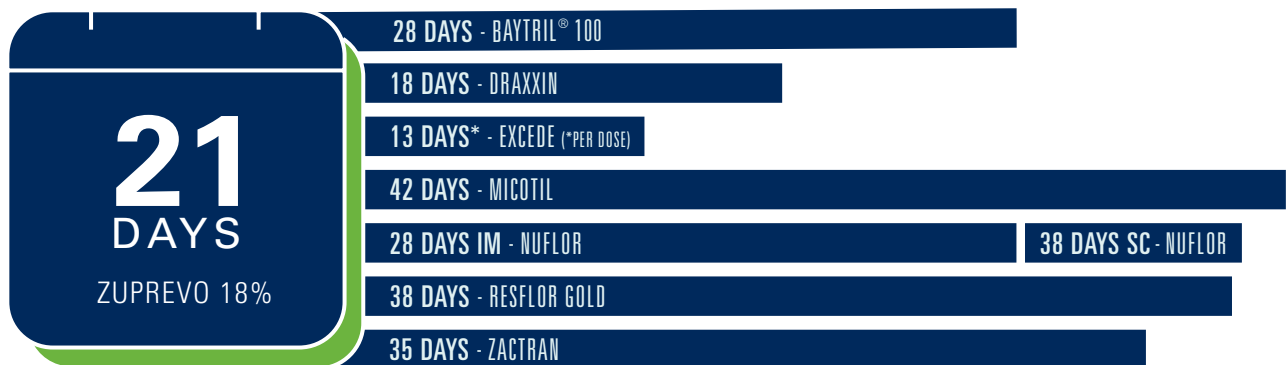 21
DAYS
ZUPREVO 18%
28 DAYS - BAYTRIL® 100
18 DAYS - DRAXXIN
13 DAYS* - EXCEDE (*PER DOSE)
42 DAYS - MICOTIL
28 DAYS IM - NUFLOR 38 DAYS SC - NUFLOR
38 DAYS - RESFLOR GOLD
35 DAYS - ZACTRAN